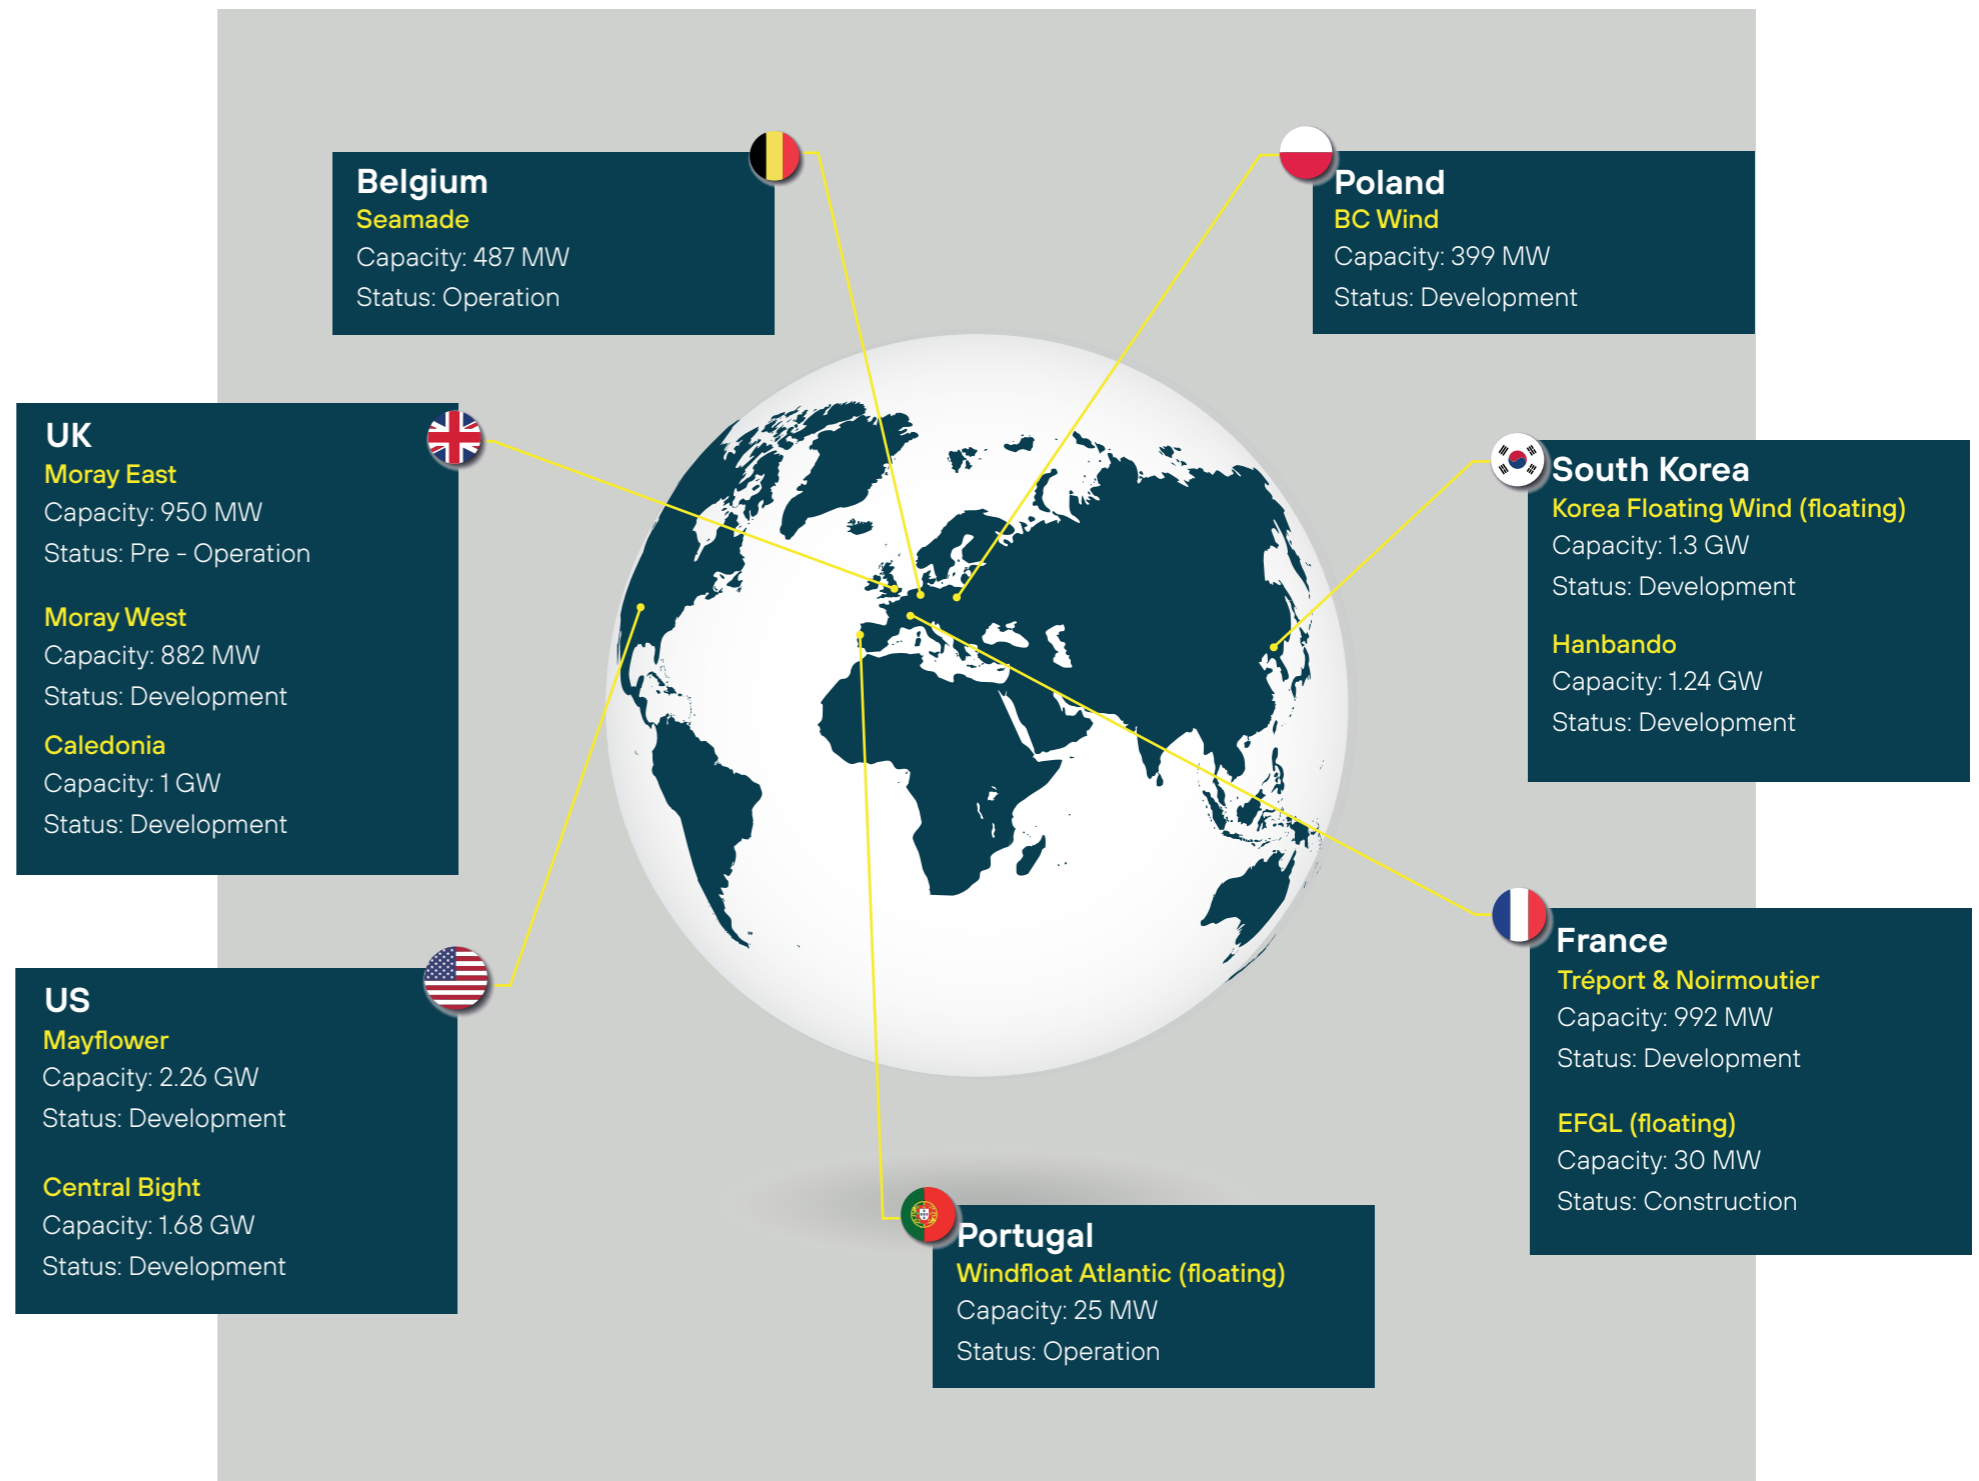 Belgium
Seamade
Capacity: 487 MW
Status: Operation
Poland
BC Wind
Capacity: 399 MW
Status: Development
UK
Moray East
Capacity: 950 MW
Status: Pre - Operation
Moray West
Capacity: 882 MW
Status: Development
Caledonia
Capacity: 1 GW
Status: Development
South Korea
Korea Floating Wind (floating)
Capacity: 1.3 GW
Status: Development
Hanbando
Capacity: 1.24 GW
Status: Development
US
Mayflower
Capacity: 2.26 GW
Status: Development
Central Bight
Capacity: 1.68 GW
Status: Development
France
Tréport & Noirmoutier
Capacity: 992 MW
Status: Development
EFGL (floating)
Capacity: 30 MW
Status: Construction
Portugal
Windfloat Atlantic (floating)
Capacity: 25 MW
Status: Operation